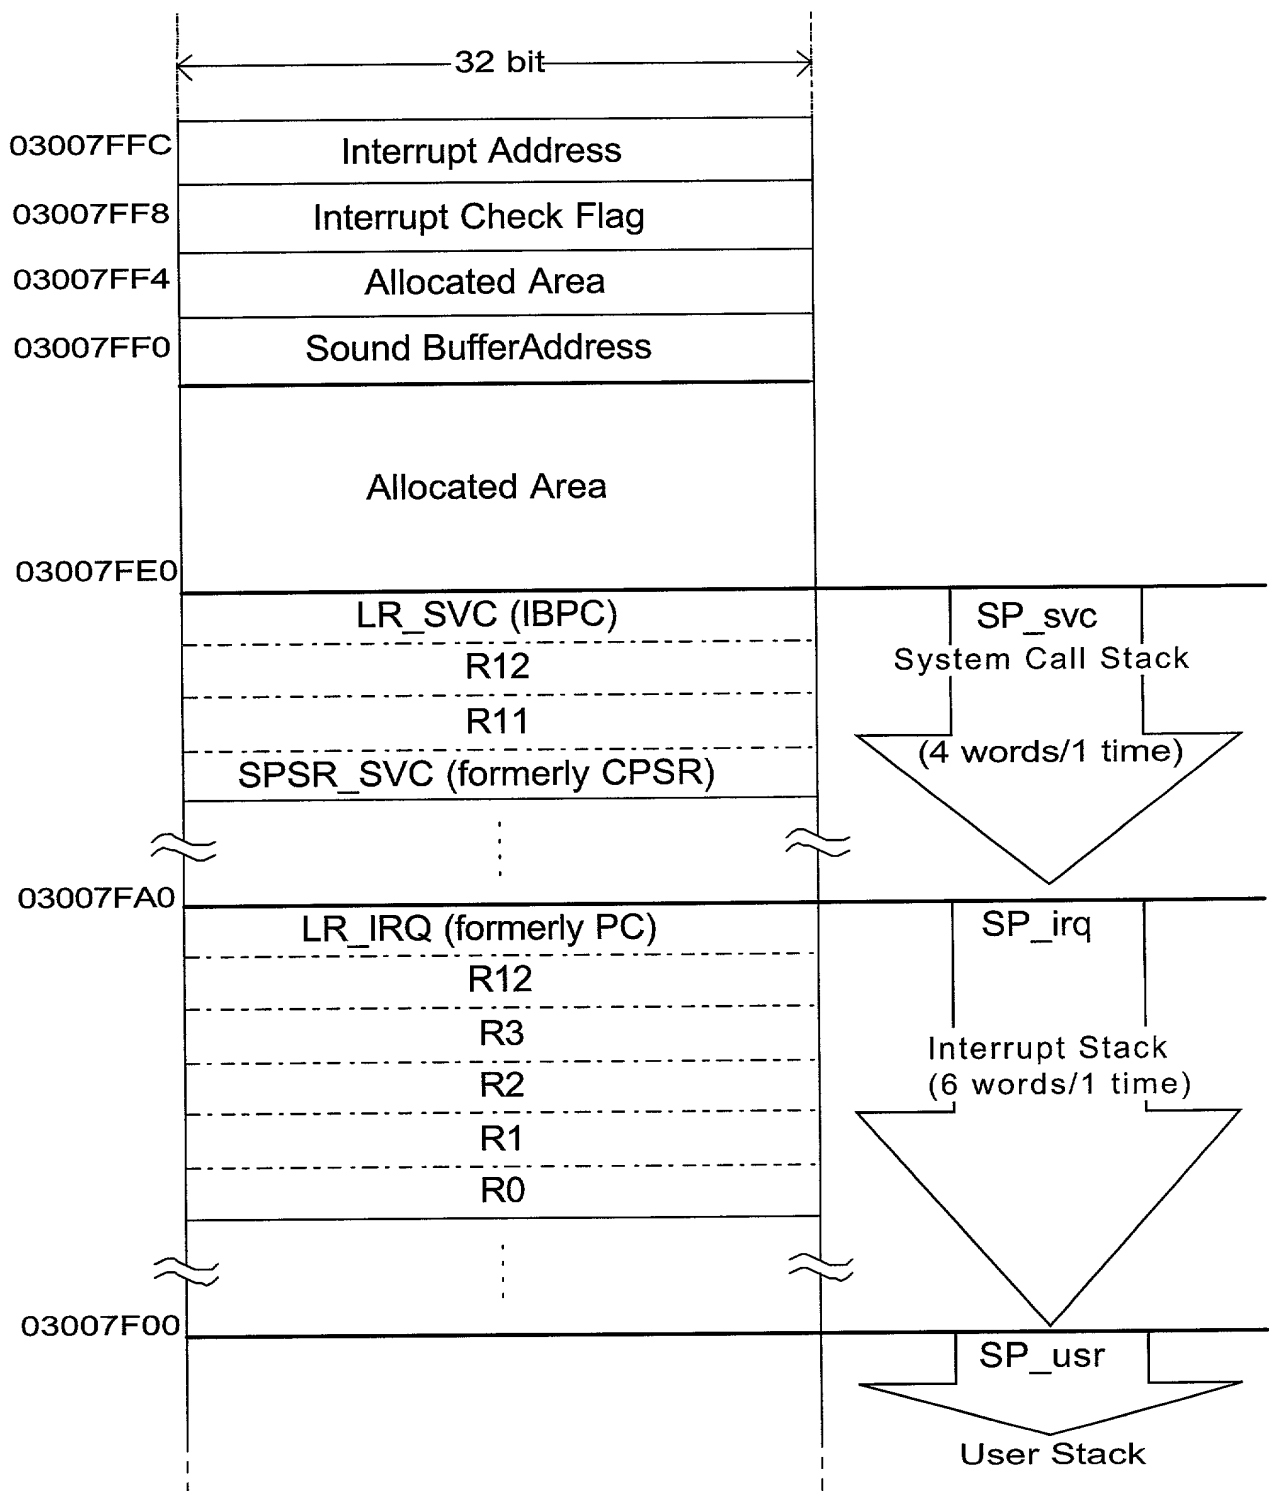 32 bit
03007FFC
Interrupt Address
03007FF8
Interrupt Check Flag
03007FF4
Allocated Area
03007FF0
Sound BufferAddress
Allocated Area
03007FE0
LR_SVC (IBPC)
R12
R11
SPSR_SVC (formerly CPSR)
SP_svc
System Call Stack
(4 words/1 time)
03007FA0
LR_IRQ (formerly PC)
R12
R3
R2
R1
R0
SP_irq
Interrupt Stack
(6 words/1 time)
03007F00
SP_usr
User Stack